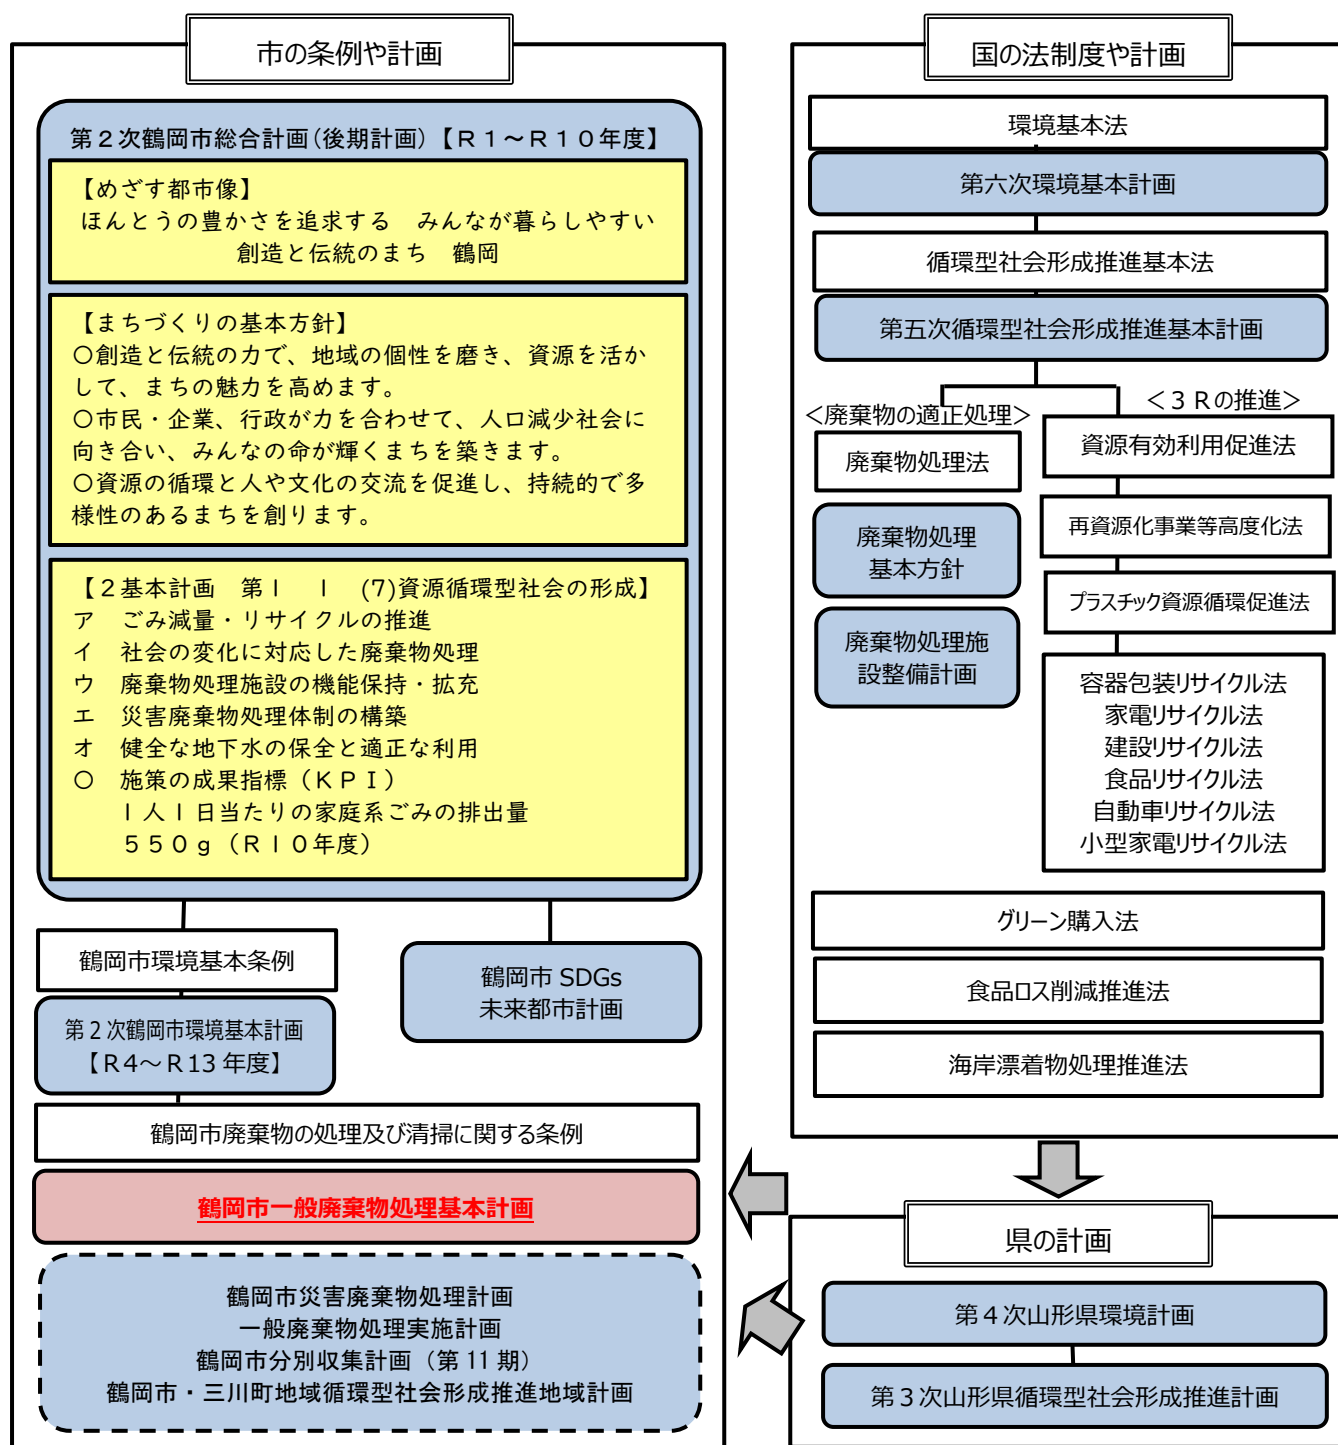 市の条例や計画
第２次鶴岡市総合計画(後期計画)【Ｒ１～Ｒ１０年度】
【めざす都市像】
ほんとうの豊かさを追求する　みんなが暮らしやすい
創造と伝統のまち　鶴岡
【まちづくりの基本方針】
○創造と伝統の力で、地域の個性を磨き、資源を活か
して、まちの魅力を高めます。
○市民・企業、行政が力を合わせて、人口減少社会に
向き合い、みんなの命が輝くまちを築きます。
○資源の循環と人や文化の交流を促進し、持続的で多
様性のあるまちを創ります。
【２基本計画　第１　１　(7)資源循環型社会の形成】
ア　ごみ減量・リサイクルの推進
イ　社会の変化に対応した廃棄物処理
ウ　廃棄物処理施設の機能保持・拡充
エ　災害廃棄物処理体制の構築
オ　健全な地下水の保全と適正な利用
○　施策の成果指標（ＫＰＩ）
１人１日当たりの家庭系ごみの排出量
５５０ｇ（Ｒ１０年度）
鶴岡市環境基本条例
第２次鶴岡市環境基本計画
【Ｒ4～Ｒ13 年度】
鶴岡市 SDGs
未来都市計画
鶴岡市廃棄物の処理及び清掃に関する条例
鶴岡市一般廃棄物処理基本計画
鶴岡市災害廃棄物処理計画
一般廃棄物処理実施計画
鶴岡市分別収集計画（第 11 期）
鶴岡市・三川町地域循環型社会形成推進地域計画
国の法制度や計画
環境基本法
第六次環境基本計画
循環型社会形成推進基本法
第五次循環型社会形成推進基本計画
＜廃棄物の適正処理＞
廃棄物処理法
廃棄物処理
基本方針
廃棄物処理施
設整備計画
＜３Ｒの推進＞
資源有効利用促進法
再資源化事業等高度化法
プラスチック資源循環促進法
容器包装リサイクル法
家電リサイクル法
建設リサイクル法
食品リサイクル法
自動車リサイクル法
小型家電リサイクル法
グリーン購入法
食品ロス削減推進法
海岸漂着物処理推進法
県の計画
第４次山形県環境計画
第３次山形県循環型社会形成推進計画